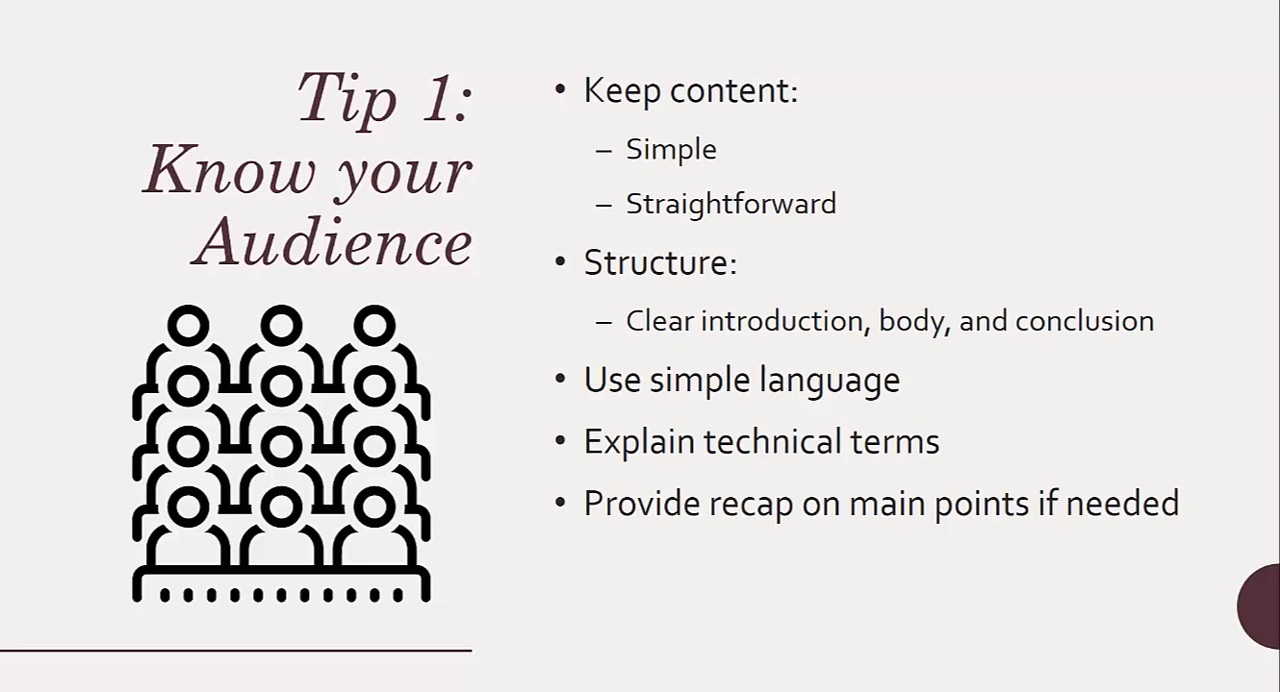 Tip 1:
Know your
Audience
• Keep content:
– Simple
– Straightforward
• Structure:
– Clear introduction, body, and conclusion
• Use simple language
• Explain technical terms
• Provide recap on main points if needed